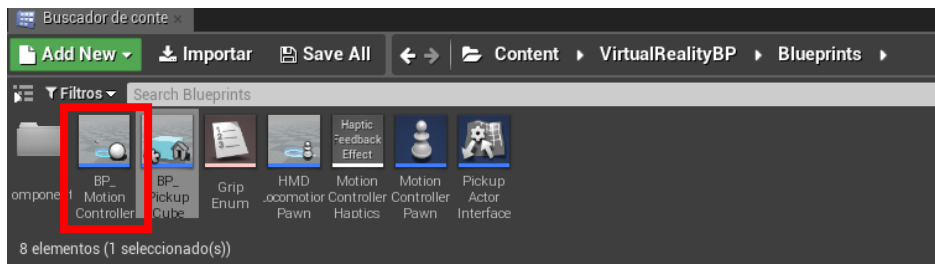 Buscador de conte
Add New Importar Save All Content VirtualRealityBP Blueprints
Filtros Search Blueprints
omponent
BP_
Motion
Controller
BP_
Pickup
Cube
Grip
Enum
HMD
.ocomotior
Pawn
Haptic
Feedback
Effect
Motion
Controller
Haptics
Motion
Controller
Pawn
Pickup
Actor
Interface
8 elementos (1 seleccionado(s))